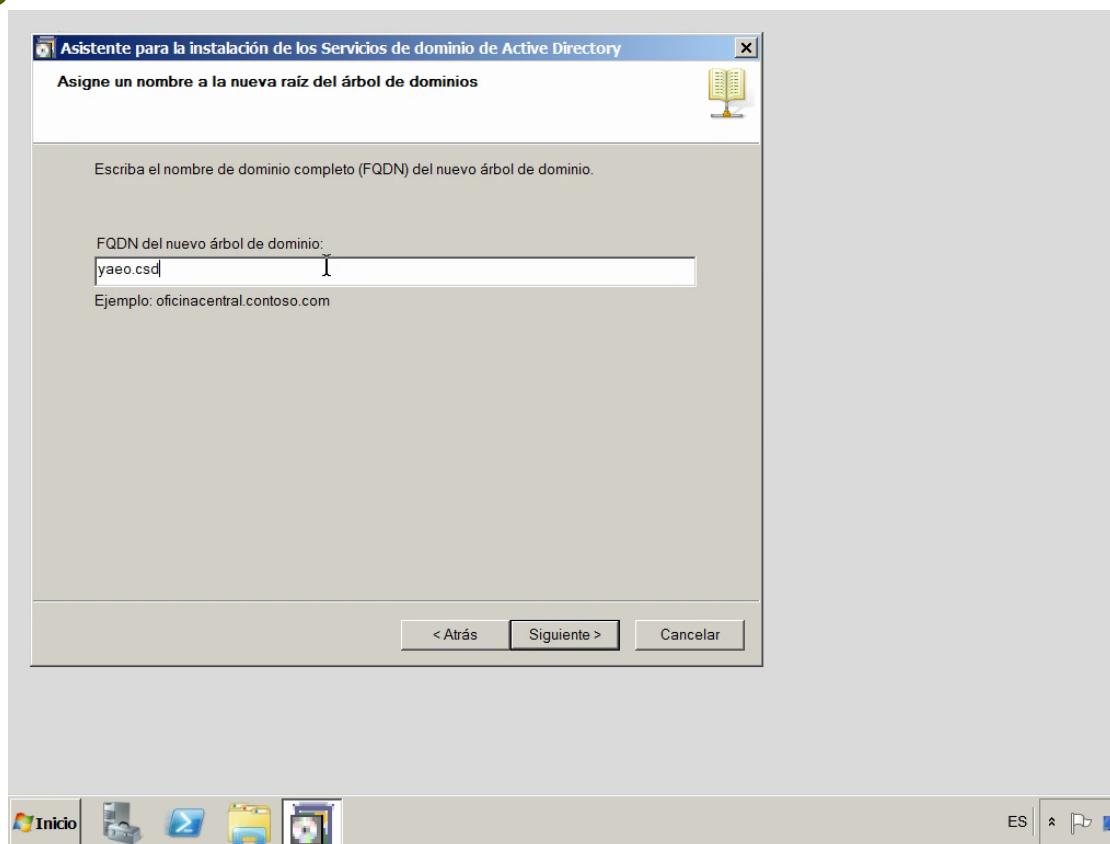 Asistente para la instalación de los Servicios de dominio de Active Directory
Asigne un nombre a la nueva raíz del árbol de dominios
Escriba el nombre de dominio completo (FQDN) del nuevo árbol de dominio.
FQDN del nuevo árbol de dominio:
yaeo.csd
Ejemplo: oficinacentral.contoso.com
< Atrás
Siguiente >
Cancelar
Inicio
ES